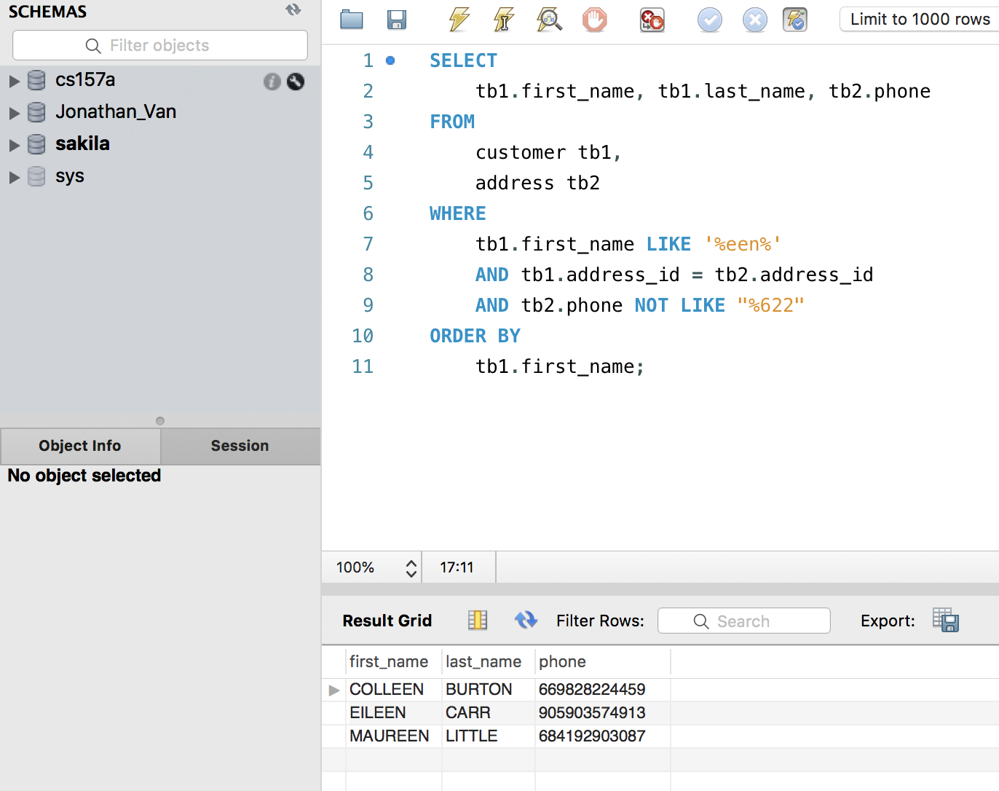 SCHEMAS
Filter objects
cs157a
Jonathan_Van
sakila
sys
Object Info
Session
No object selected
Limit to 1000 rows
1 SELECT
2 tb1.first_name, tb1.last_name, tb2.phone
3 FROM
4 customer tb1,
5 address tb2
6 WHERE
7 tb1.first_name LIKE '%een%'
8 AND tb1.address_id = tb2.address_id
9 AND tb2.phone NOT LIKE "%622"
10 ORDER BY
11 tb1.first_name;
100% 17:11
Result Grid Filter Rows: Search Export:
first_name last_name phone
COLLEEN BURTON 669828224459
EILEEN CARR 905903574913
MAUREEN LITTLE 684192903087